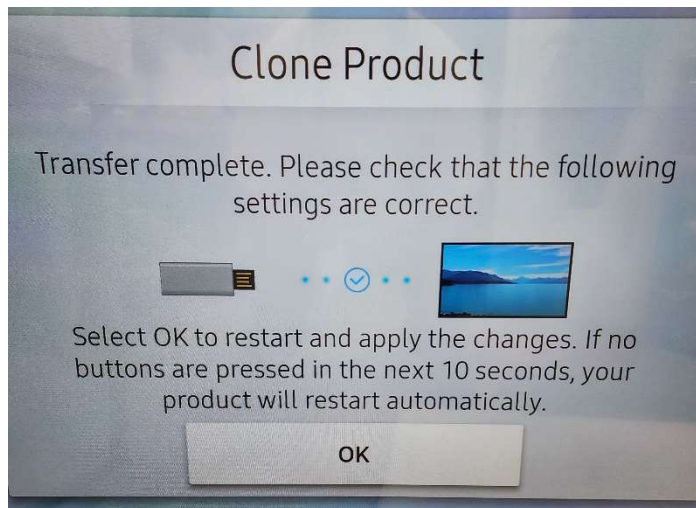 Clone Product
Transfer complete. Please check that the following
settings are correct.
Select OK to restart and apply the changes. If no
buttons are pressed in the next 10 seconds, your
product will restart automatically.
OK